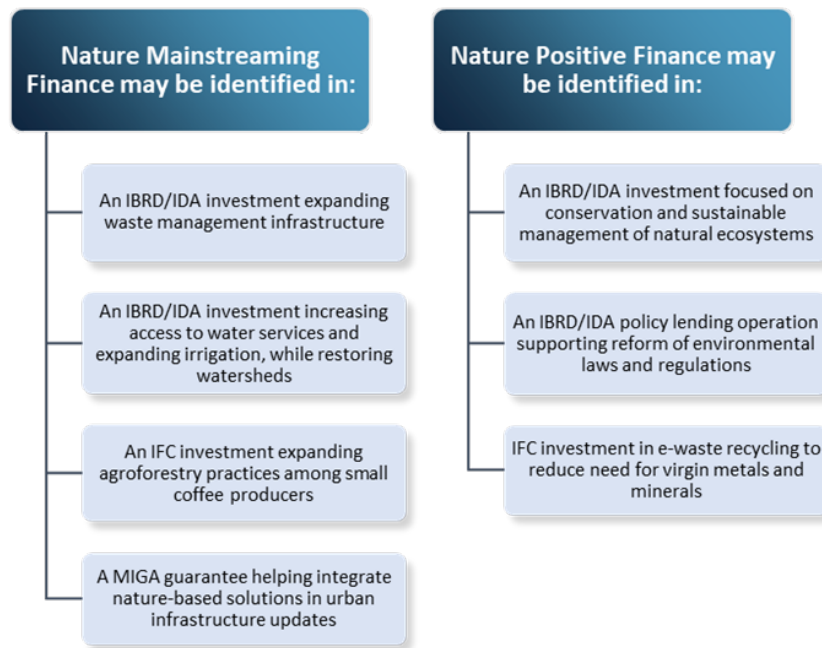 Nature Mainstreaming
Finance may be identified in:
An IBRD/IDA investment expanding
waste management infrastructure
An IBRD/IDA investment increasing
access to water services and
expanding irrigation, while restoring
watersheds
An IFC investment expanding
agroforestry practices among small
coffee producers
A MIGA guarantee helping integrate
nature-based solutions in urban
infrastructure updates
Nature Positive Finance may
be identified in:
An IBRD/IDA investment focused on
conservation and sustainable
management of natural ecosystems
An IBRD/IDA policy lending operation
supporting reform of environmental
laws and regulations
IFC investment in e-waste recycling to
reduce need for virgin metals and
minerals